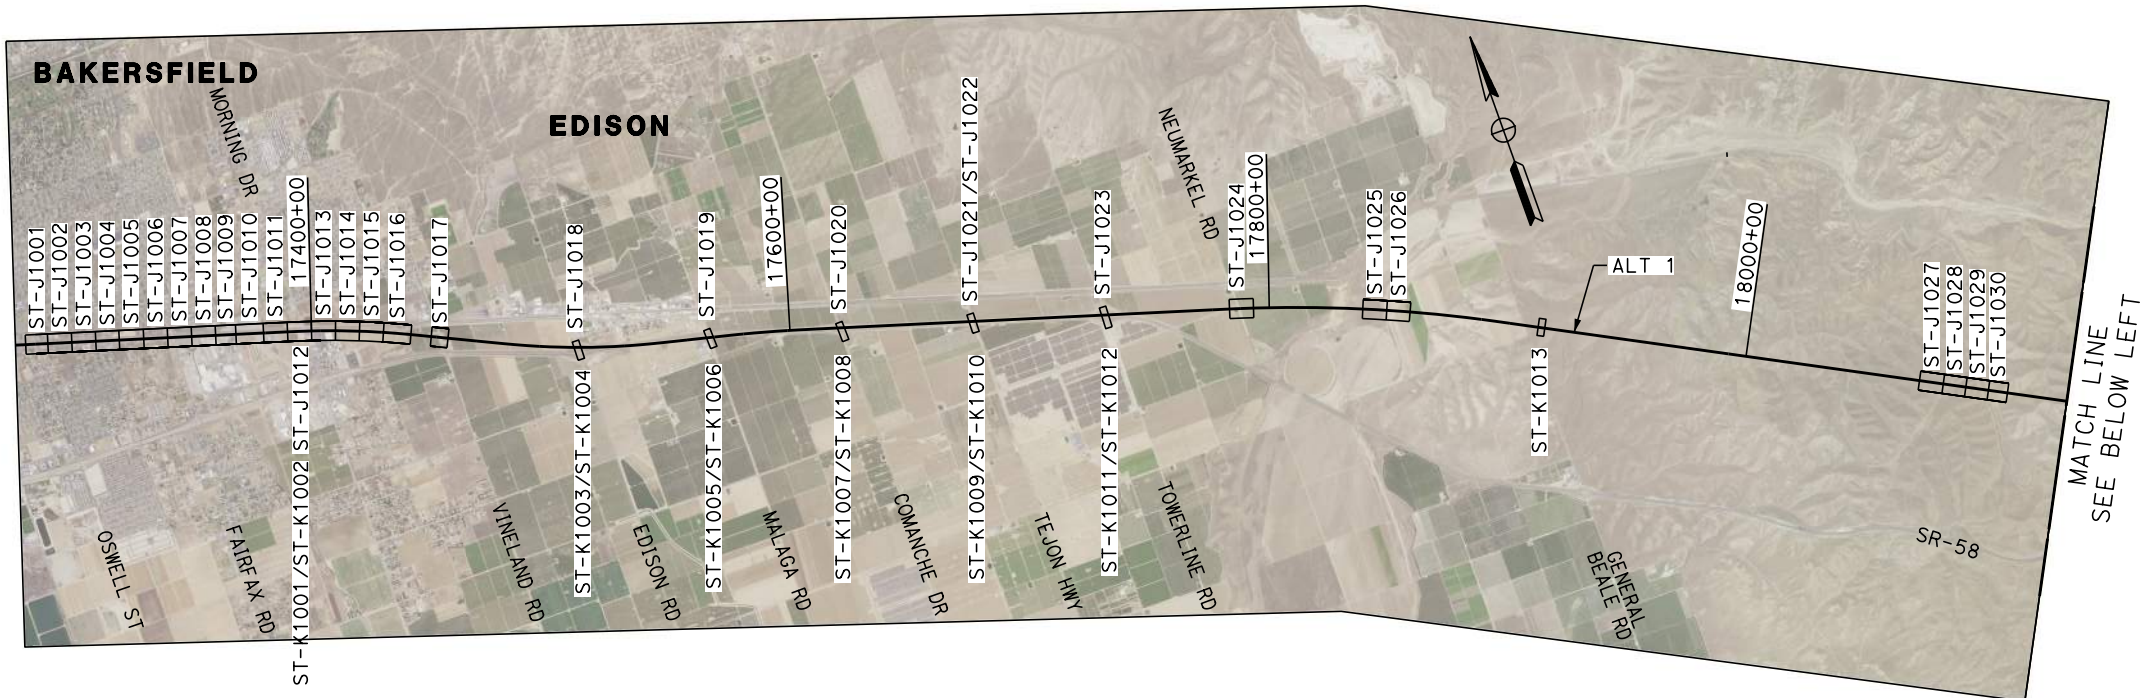 BAKERSFIELD
EDISON
MORNING DR
NEUMARKEL RD
ST-J1001
ST-J1002
ST-J1003
ST-J1004
ST-J1005
ST-J1006
ST-J1007
ST-J1008
ST-J1009
ST-J1010
ST-J1011
17400+00
ST-J1013
ST-J1014
ST-J1015
ST-J1016
ST-J1017
ST-J1018
ST-J1019
17600+00
ST-J1020
ST-J1021/ST-J1022
ST-J1023
ST-J1024
17800+00
ST-J1025
ST-J1026
ALT 1
18000+00
ST-J1027
ST-J1028
ST-J1029
ST-J1030
MATCH LINE
SEE BELOW LEFT
ST-K1001/ST-K1002 ST-J1012
ST-K1003/ST-K1004
ST-K1005/ST-K1006
ST-K1007/ST-K1008
ST-K1009/ST-K1010
ST-K1011/ST-K1012
ST-K1013
OSWELL ST
FAIRFAX RD
VINELAND RD
EDISON RD
MALAGA RD
COMANCHE DR
TEJON HWY
TOWERLINE RD
GENERAL
BEALE RD
SR-58